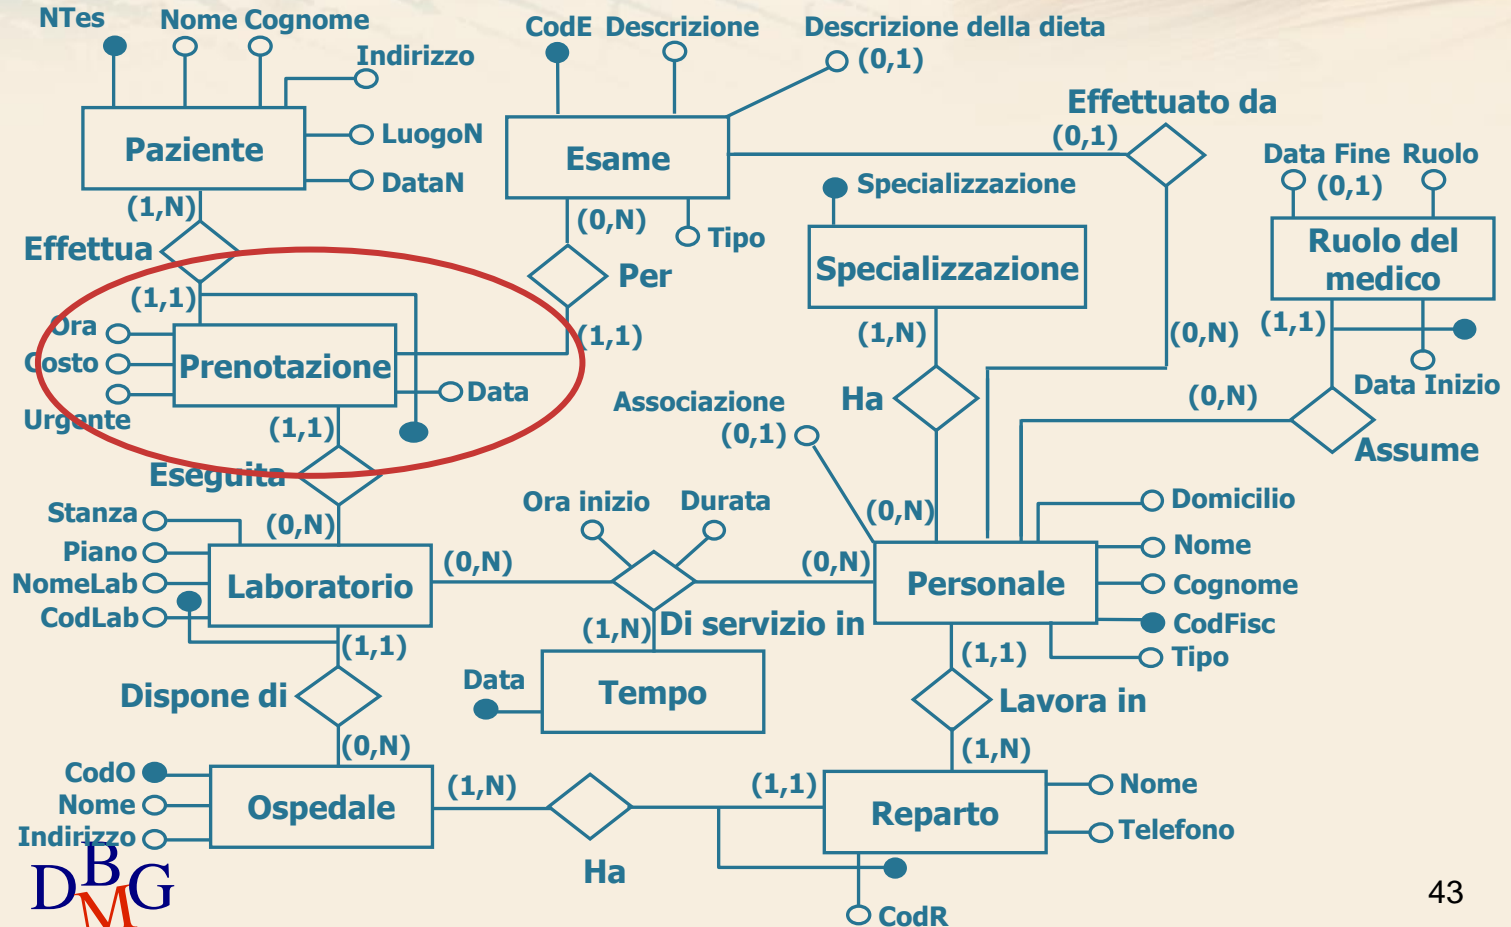 NTes
Nome Cognome
CodE Descrizione
Descrizione della dieta
(0,1)
Indirizzo
Effettuato da
(0,1)
Paziente
LuogoN
DataN
Esame
Data Fine Ruolo
(0,1)
Specializzazione
(1,N)
(0,N)
Tipo
Effettua
Per
Specializzazione
Ruolo del
medico
(1,1)
(1,1)
Ora
Costo
Urgente
Prenotazione
Data
(1,N)
(0,N)
(1,1)
Data Inizio
Associazione
(0,1)
Ha
(0,N)
Assume
(1,1)
Eseguita
(0,N)
Stanza
Piano
NomeLab
CodLab
Laboratorio
Ora inizio
Durata
(0,N)
(0,N)
(0,N)
Personale
Domicilio
Nome
Cognome
CodFisc
Tipo
(1,1)
(1,N)
Di servizio in
(1,1)
Dispone di
Data
Tempo
Lavora in
(0,N)
(1,N)
CodO
Nome
Indirizzo
Ospedale
(1,N)
Ha
(1,1)
Reparto
Nome
Telefono
CodR
DBMG
43